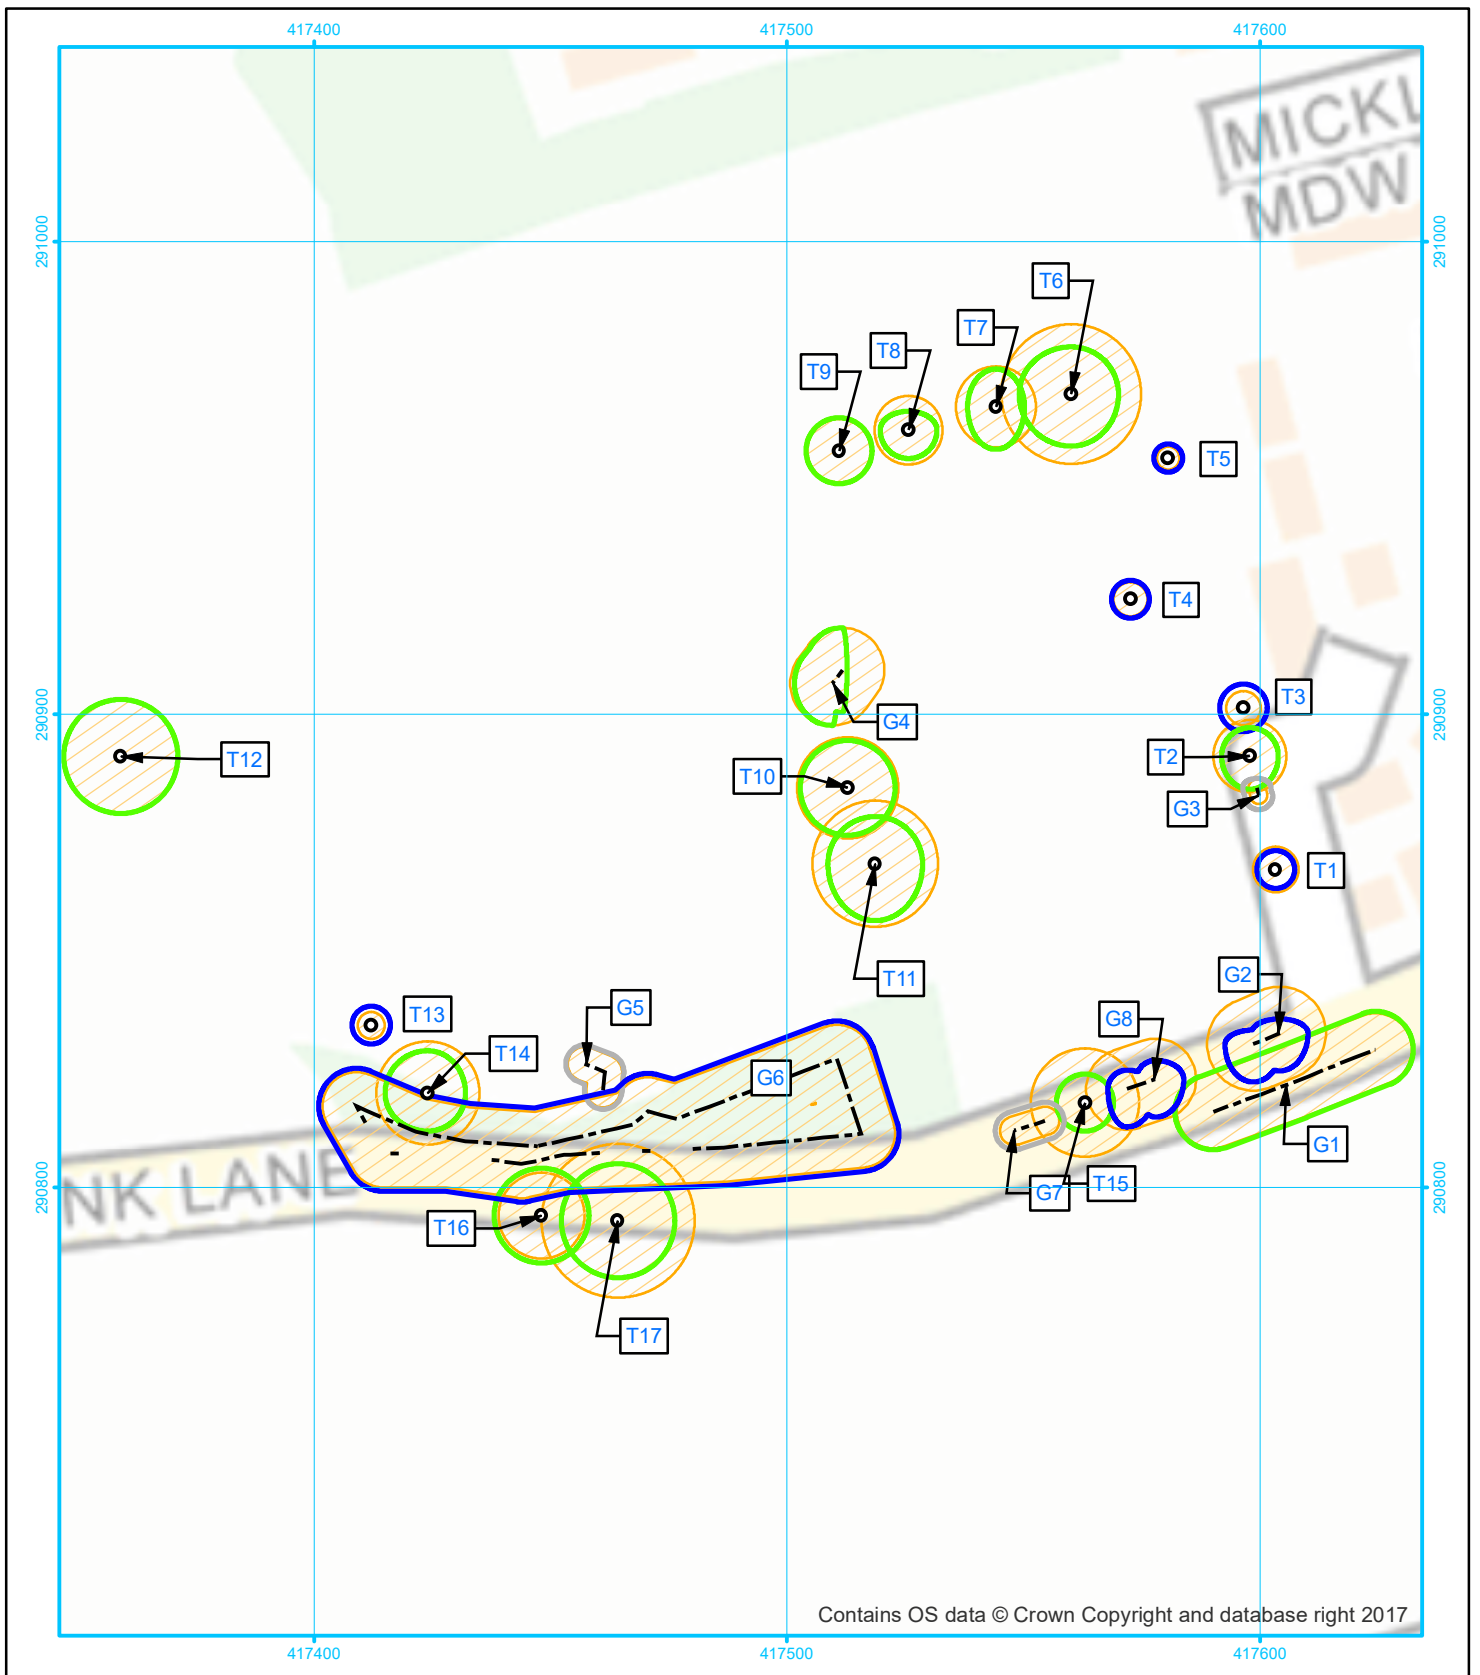 417400
417500
417600
MICKL
MDW
291000
291000
T6
T7
T8
T9
T5
T4
T3
290900
290900
G4
T12
T2
T10
G3
T1
T11
G2
G5
T13
G8
T14
G6
G1
290800
290800
NK LANE
G7
T15
T16
T17
Contains OS data © Crown Copyright and database right 2017
417400
417500
417600